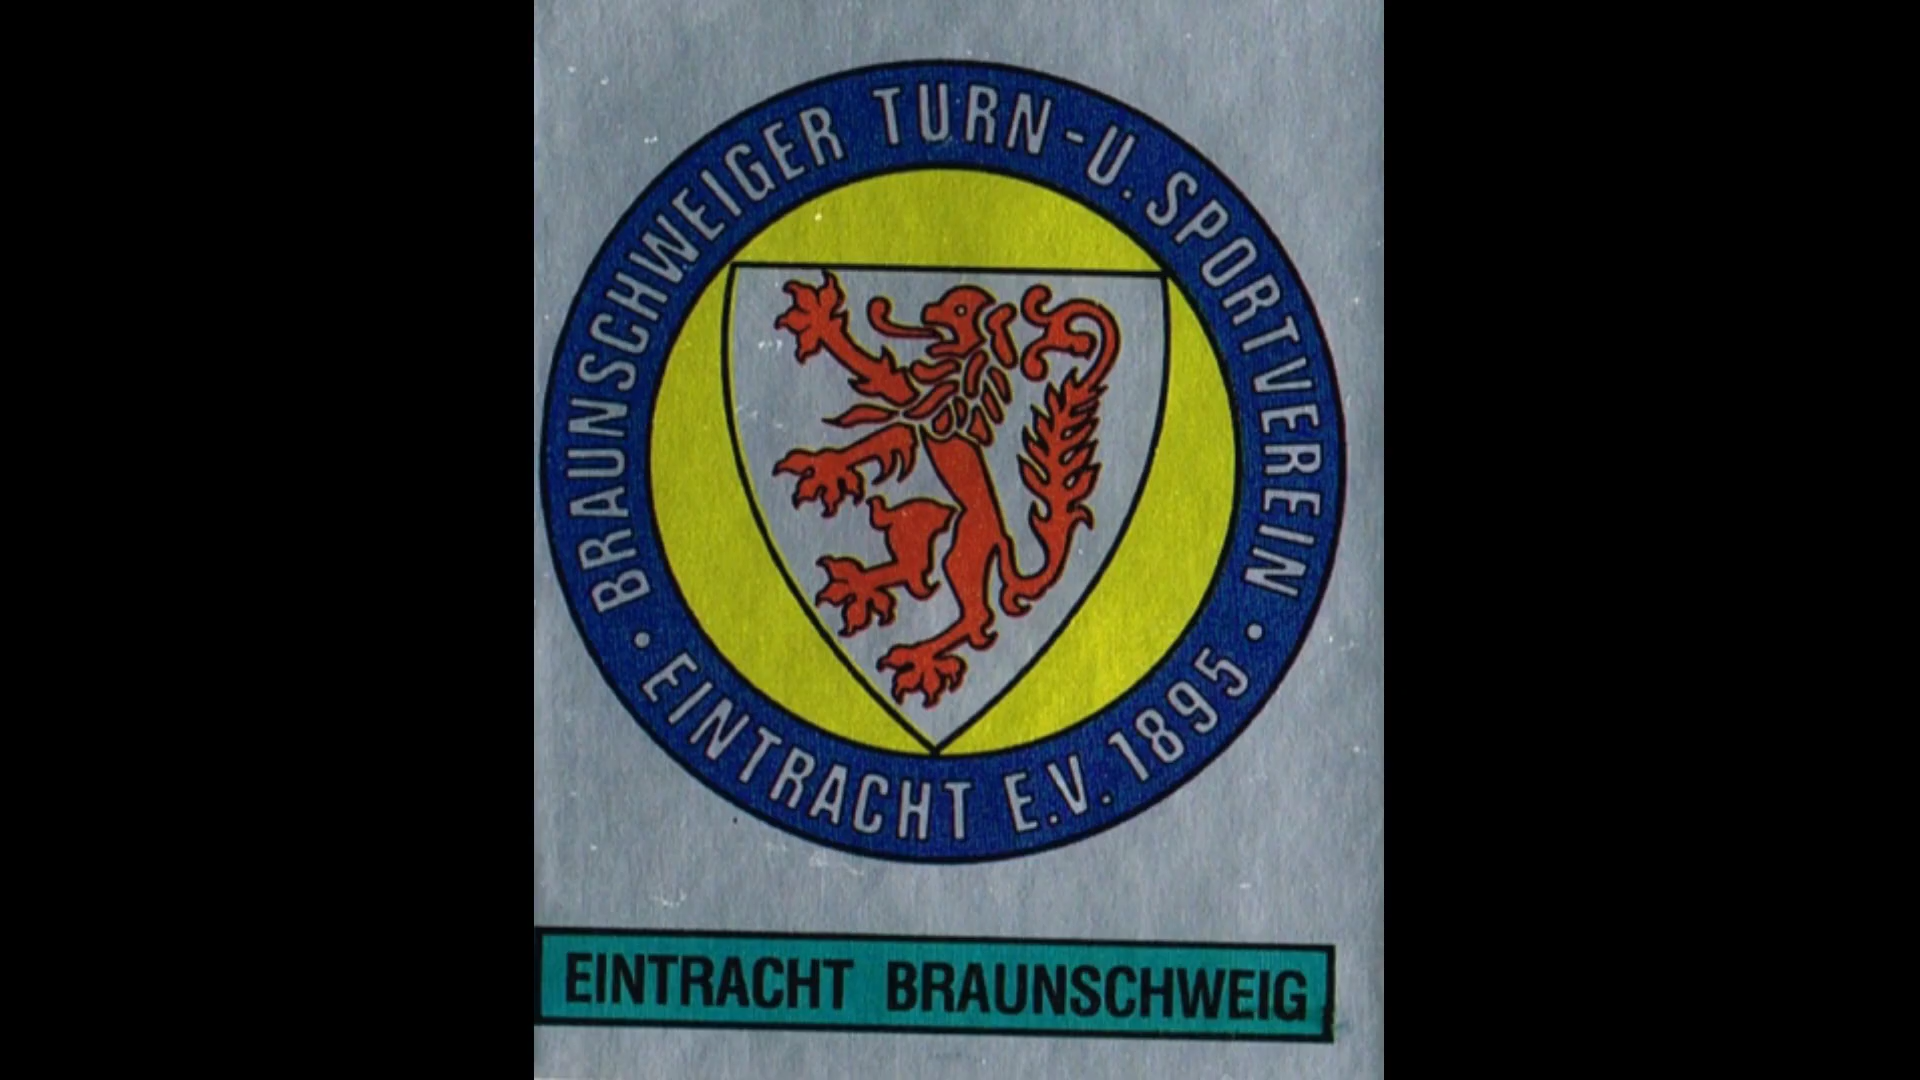 BRAUNSCHWEIGER TURN-U. SPORTVEREIN
• EINTRACHT E.V. 1895 •
EINTRACHT BRAUNSCHWEIG